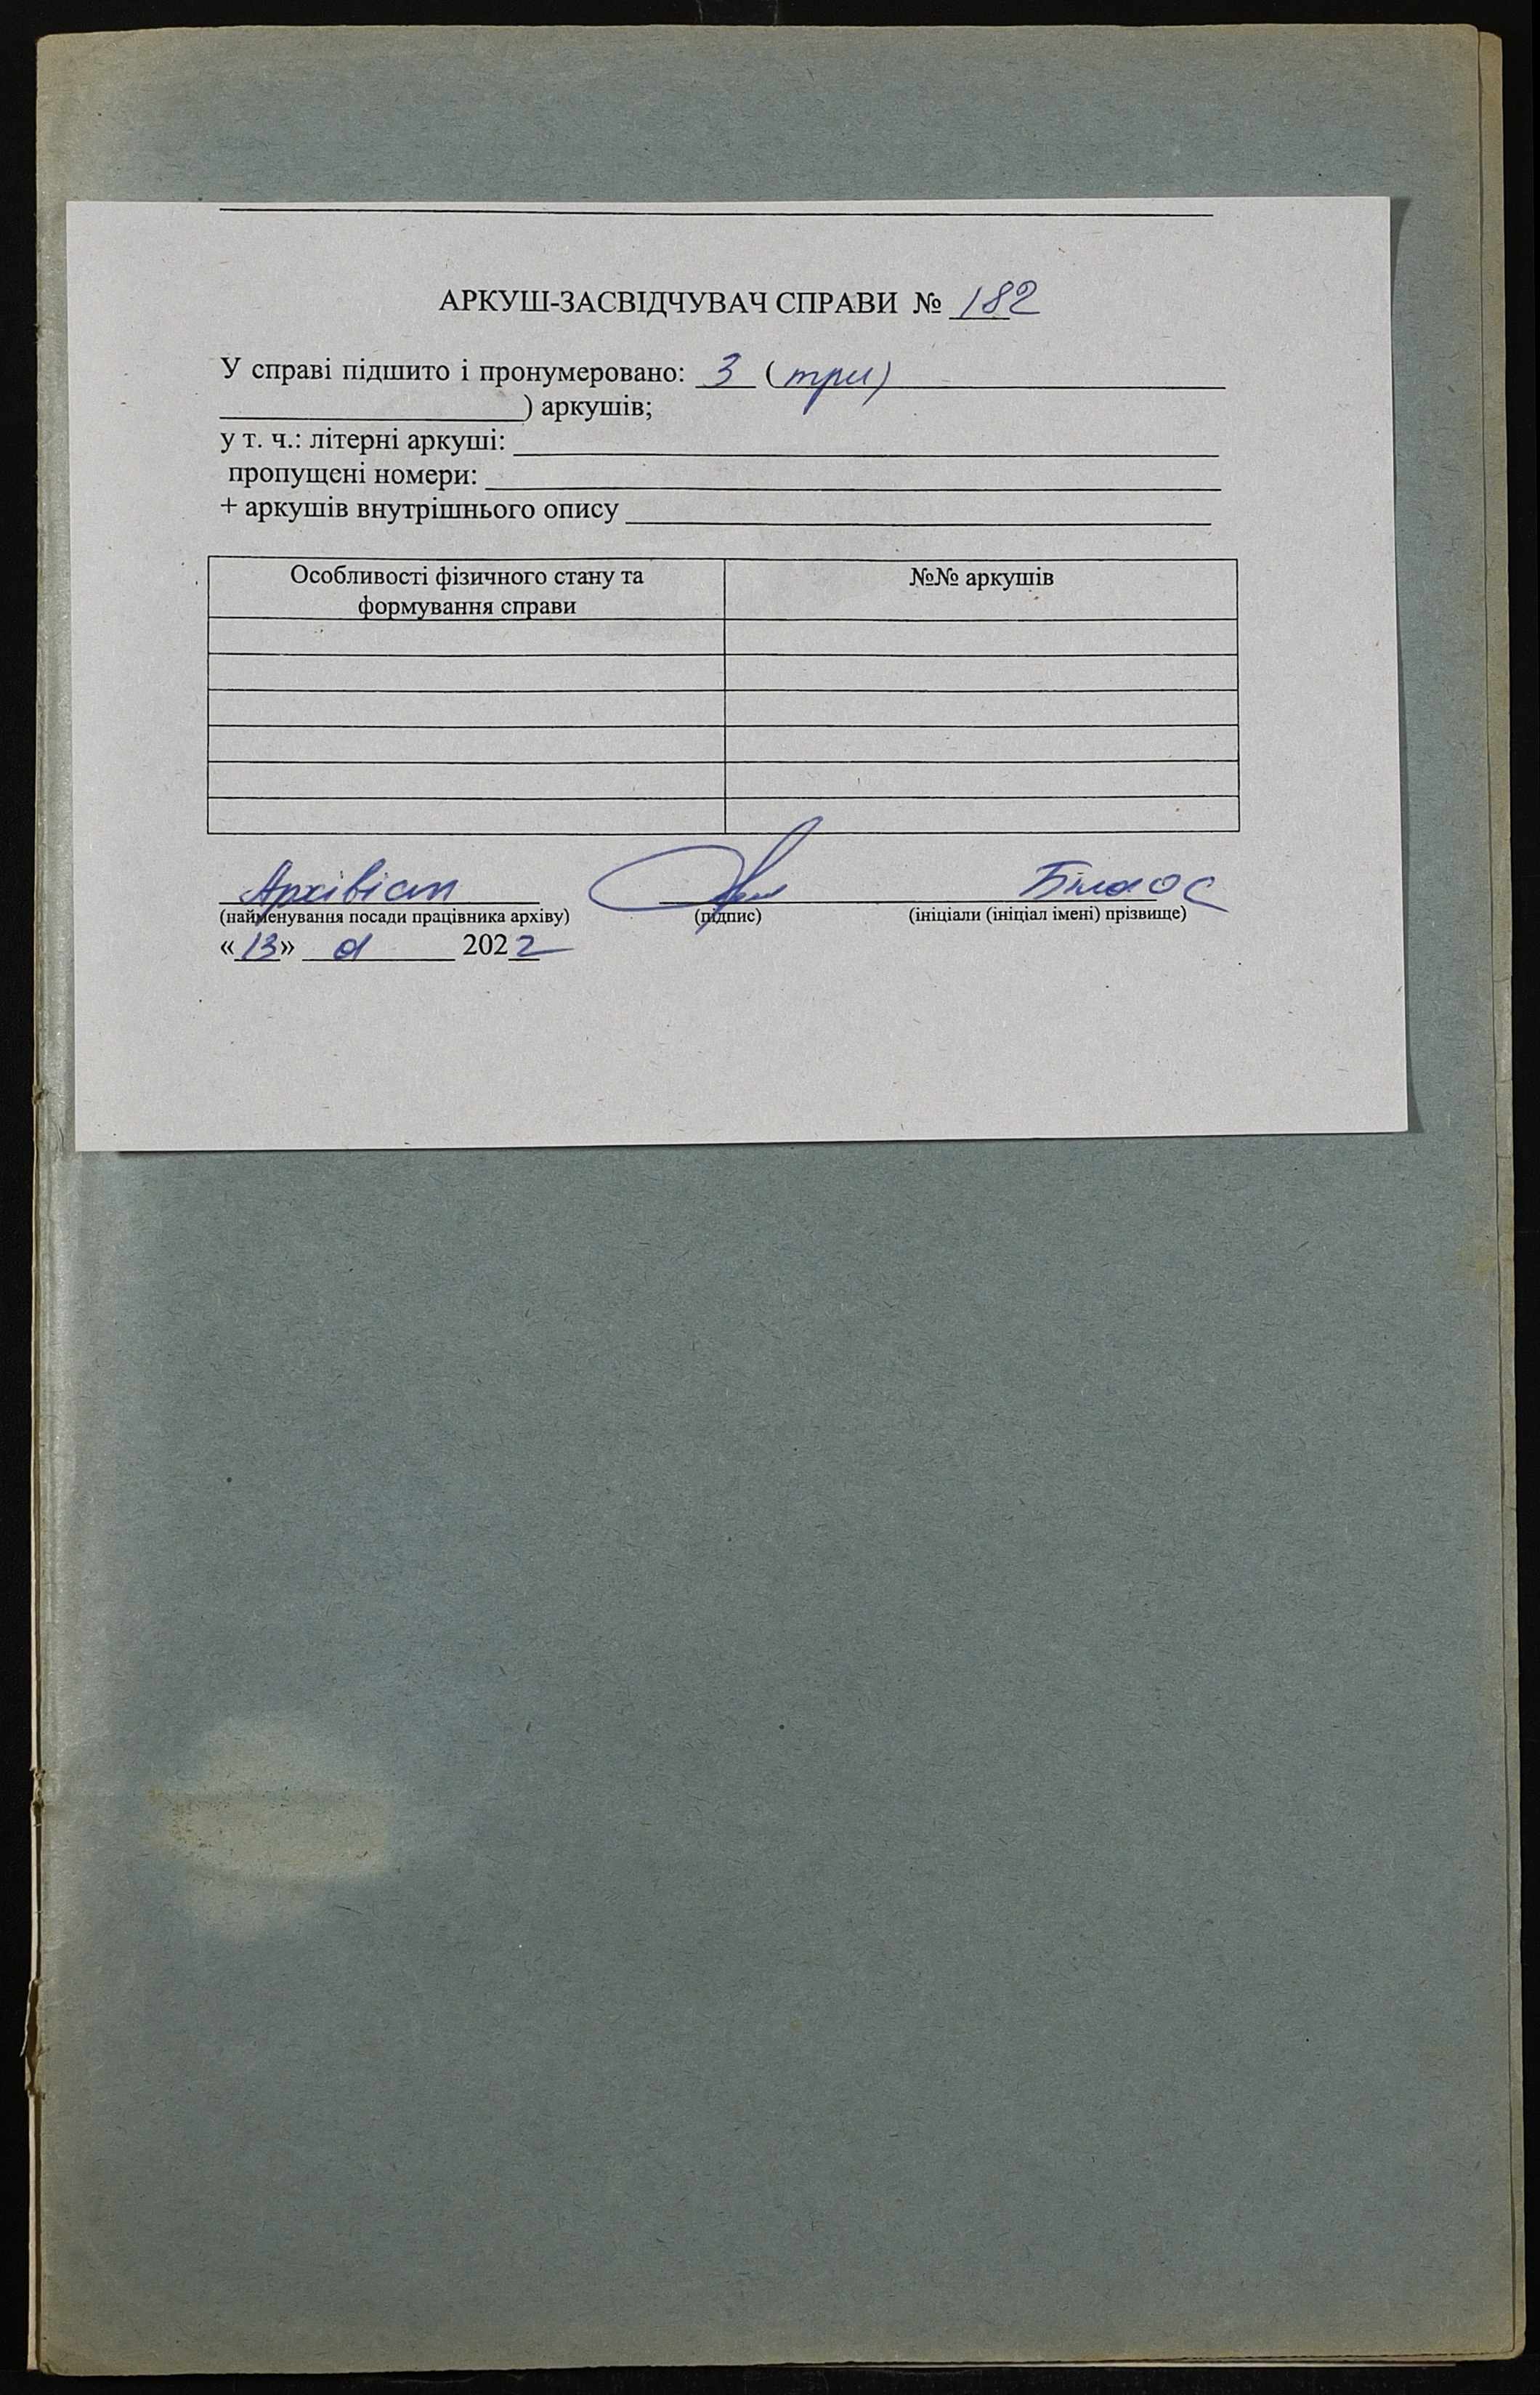 АРКУШ-ЗАСВІДЧУВАЧ СПРАВИ № 182
У справі підшито і пронумеровано: 3 (три)
) аркушів;
у т. ч.: літерні аркуші:
пропущені номери:
+ аркушів внутрішнього опису
Особливості фізичного стану та
формування справи
№№ аркушів
Архівіст
(найменування посади працівника архіву)
(підпис)
(ініціали (ініціал імені) прізвище)
«13» 2022